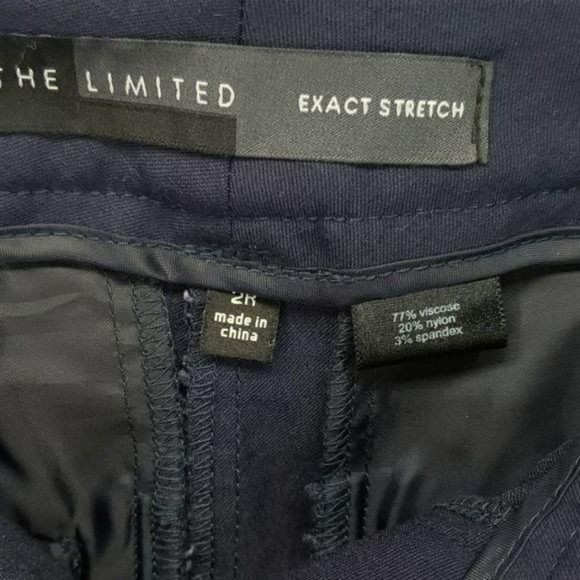 THE LIMITED EXACT STRETCH
2R
made in
china
77% viscose
20% nylon
3% spandex